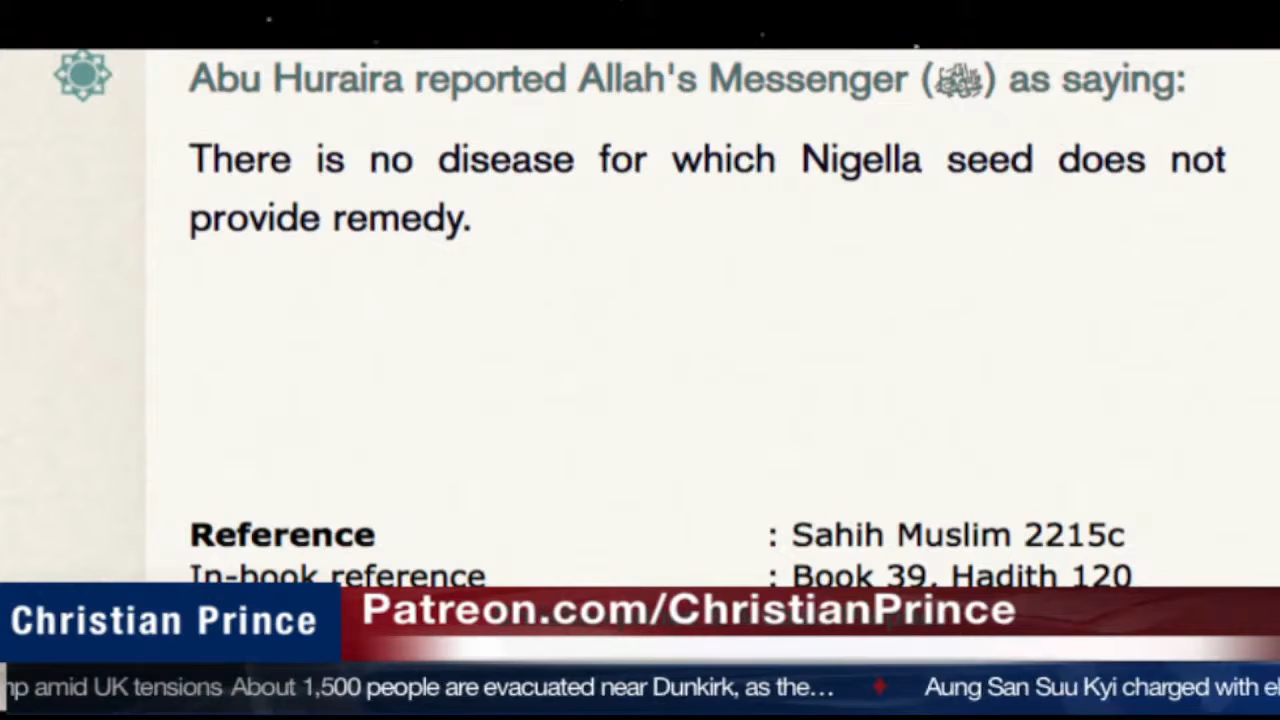 Abu Huraira reported Allah's Messenger (ﷺ) as saying:
There is no disease for which Nigella seed does not
provide remedy.
Reference : Sahih Muslim 2215c
In-book reference : Book 39, Hadith 120
Christian Prince
Patreon.com/ChristianPrince
amid UK tensions About 1,500 people are evacuated near Dunkirk, as the... ♦ Aung San Suu Kyi charged with